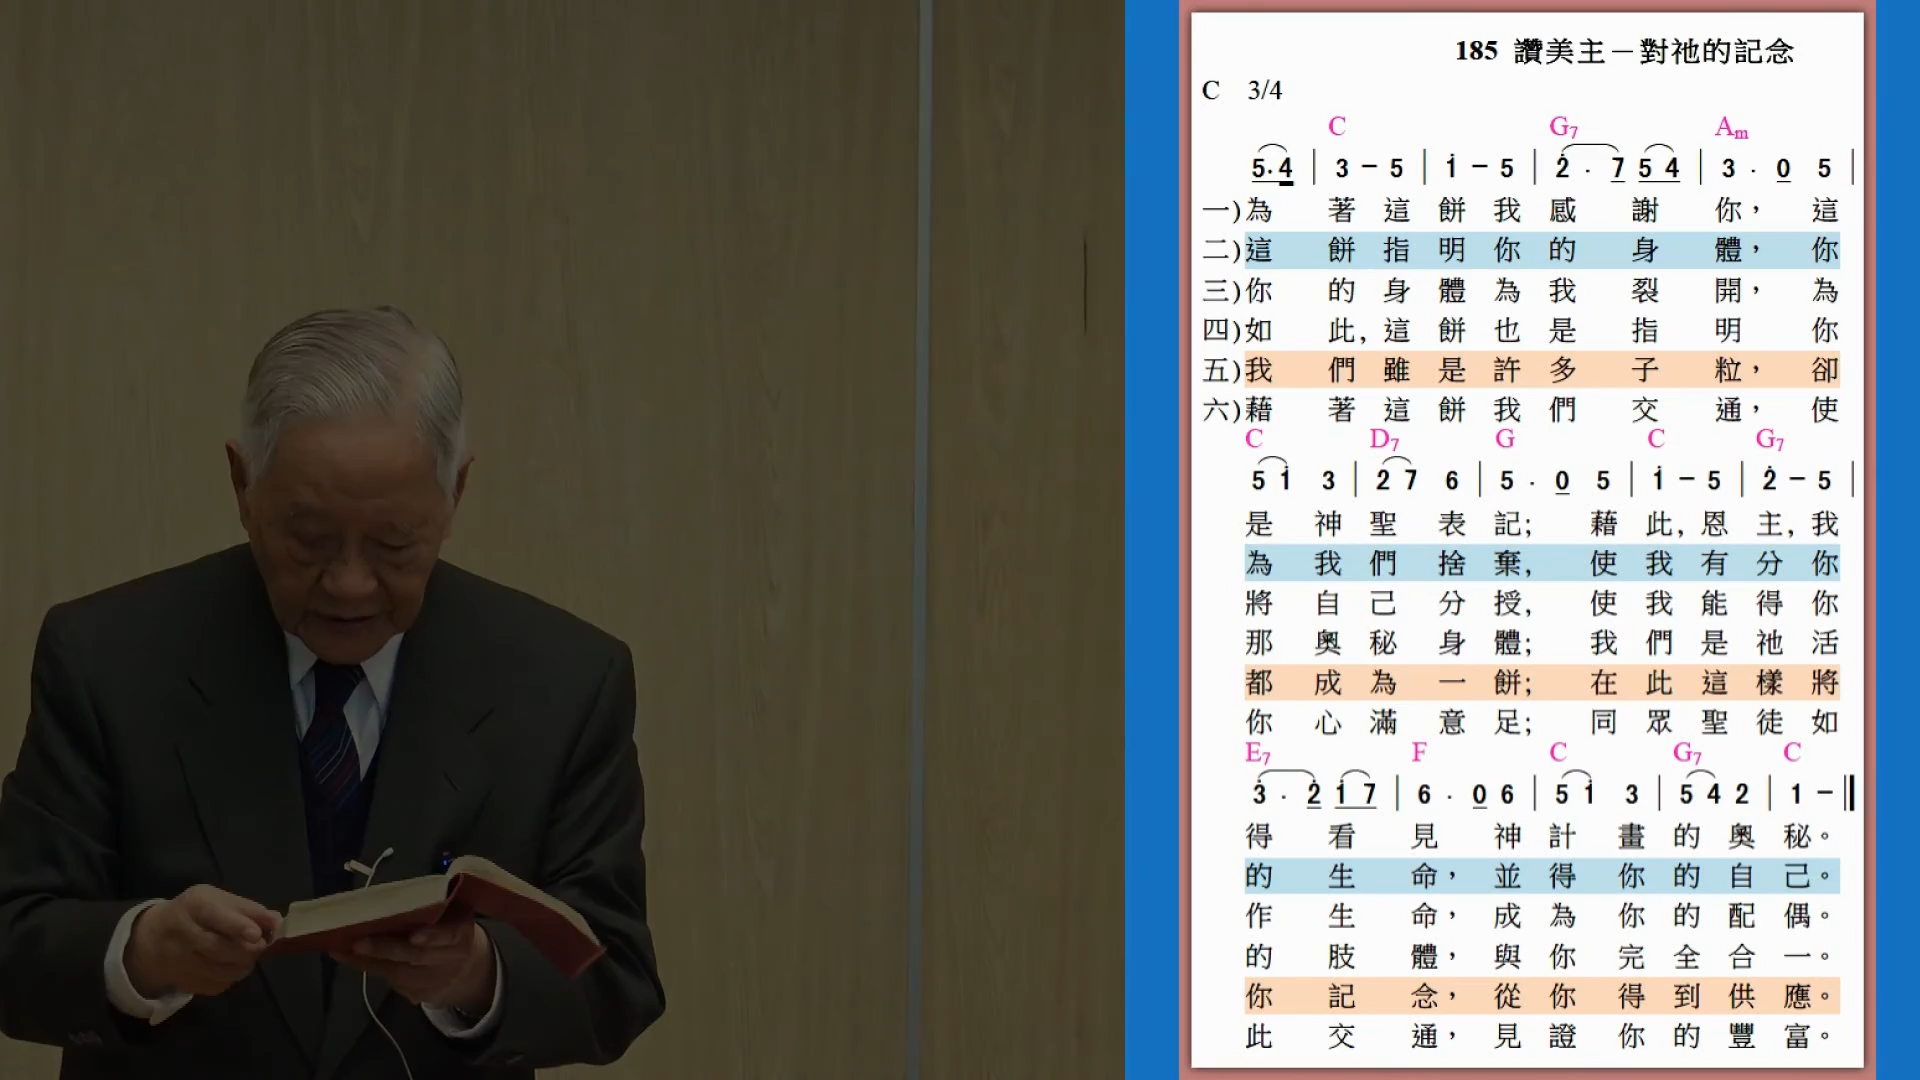 185 讚美主－對祂的記念
C 3/4
C G7 Am
5·4 | 3 – 5 | 1 – 5 | 2 · 7 5 4 | 3 · 0 5 |
一)為著這餅我感謝你，這
二)這餅指明你的身體，你
三)你的身體為我裂開，為
四)如此,這餅也是指明你
五)我們雖是許多子粒，卻
六)藉著這餅我們交通，使
C D7 G C G7
5 1 3 | 2 7 6 | 5 · 0 5 | 1 – 5 | 2 – 5 |
是神聖表記; 藉此,恩主,我
為我們捨棄, 使我有分你
將自己分授, 使我能得你
那奧秘身體; 我們是祂活
都成為一餅; 在此這樣將
你心滿意足; 同眾聖徒如
E7 F C G7 C
3 · 2 1 7 | 6 · 0 6 | 5 1 3 | 5 4 2 | 1 – ‖
得看見神計畫的奧秘。
的生命，並得你的自己。
作生命，成為你的配偶。
的肢體，與你完全合一。
你記念，從你得到供應。
此交通，見證你的豐富。